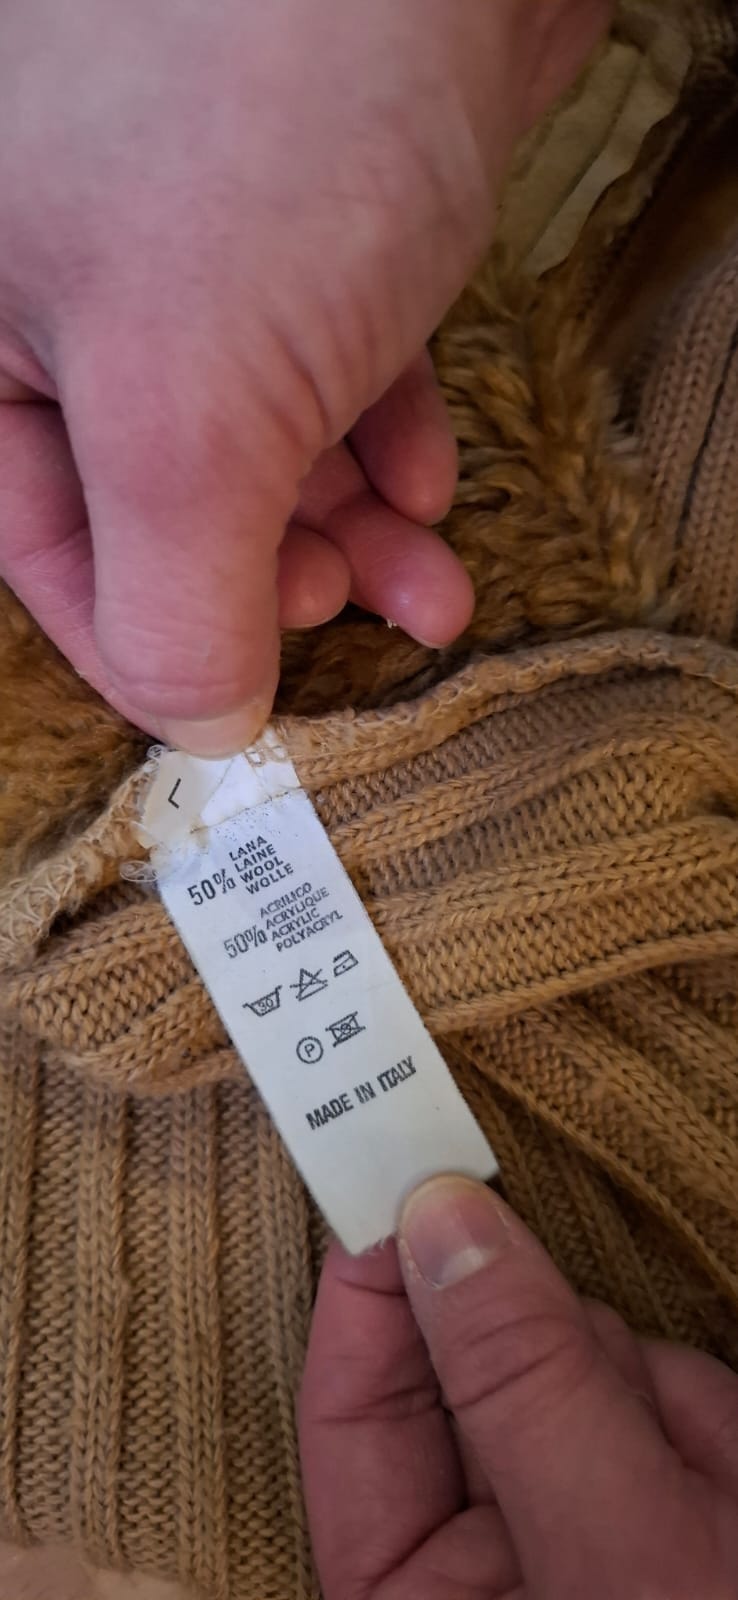 L
50% LANA
LAINE
WOOL
WOLLE
50% ACRILICO
ACRYLIQUE
ACRYLIC
POLYACRYL
30
P
MADE IN ITALY